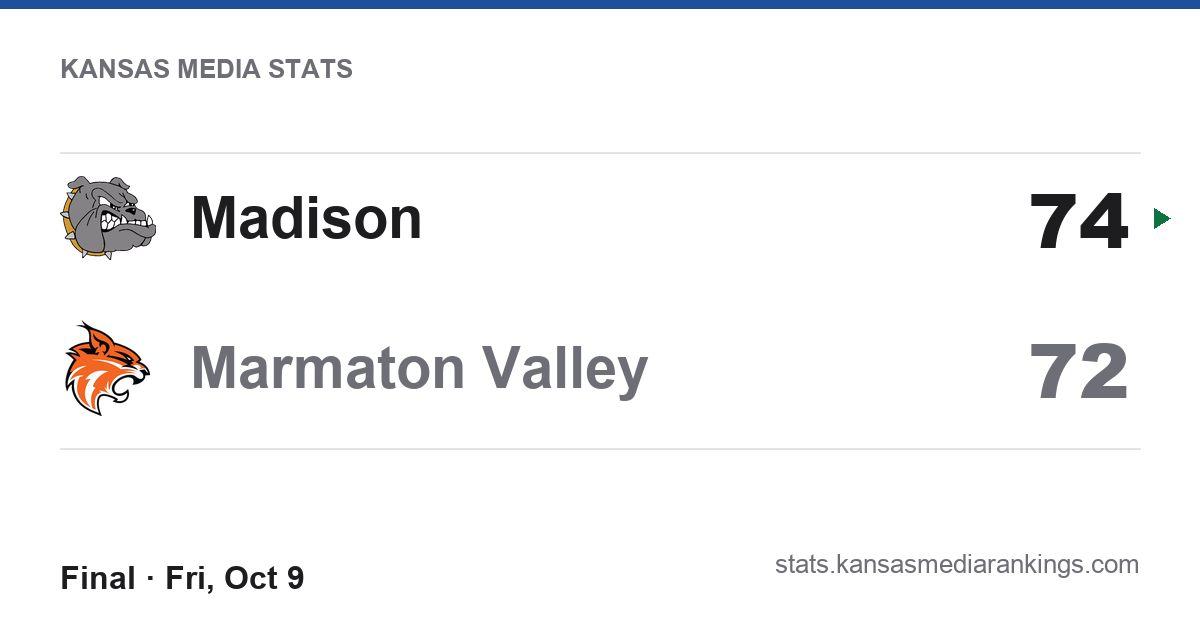 KANSAS MEDIA STATS
Madison 74
Marmaton Valley 72
Final · Fri, Oct 9
stats.kansasmediarankings.com